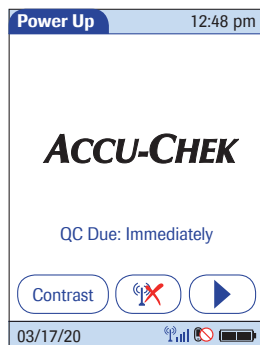 Power Up 12:48 pm
ACCU-CHEK
QC Due: Immediately
Contrast
03/17/20